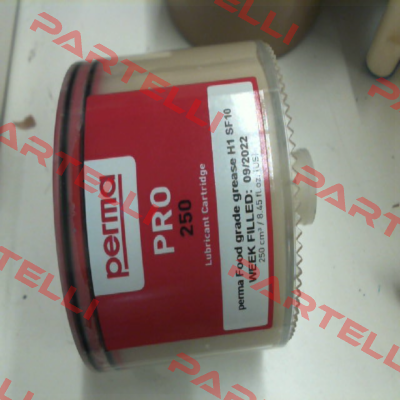 perma
PRO
250
Lubricant Cartridge
perma Food grade grease H1 SF10
WEEK FILLED: 09/2022
250 cm³ / 8.45 fl oz. (US)
PARTELLI
PARTELLI
PARTELLI
PARTELLI
PARTELLI